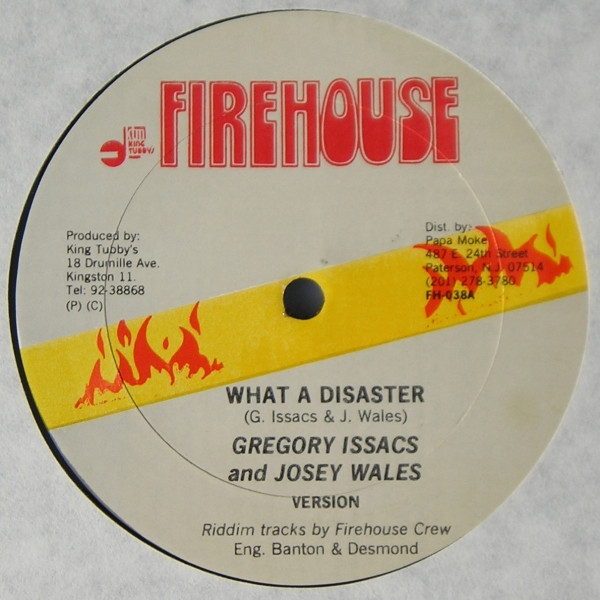 FIREHOUSE
KING
TUBBYS
Produced by:
King Tubby's
18 Drumille Ave.
Kingston 11.
Tel: 92-38868
(P) (C)
Dist. by:
Papa Moke
487 E. 24th Street
Paterson, N.J. 07514
(201) 278-3780
FH-038A
WHAT A DISASTER
(G. Issacs & J. Wales)
GREGORY ISSACS
and JOSEY WALES
VERSION
Riddim tracks by Firehouse Crew
Eng. Banton & Desmond